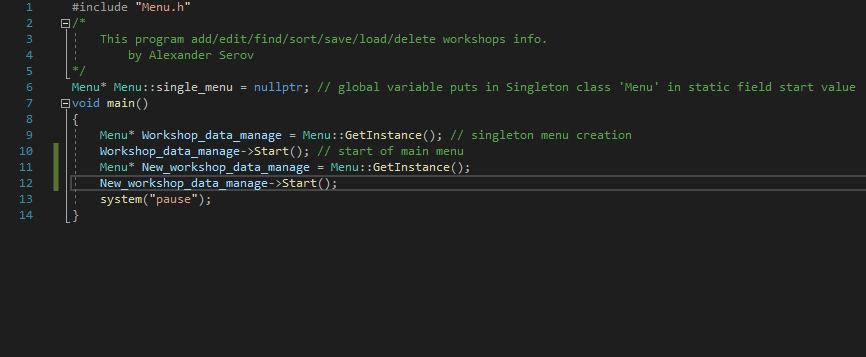 1 #include "Menu.h"
2 /*
3 This program add/edit/find/sort/save/load/delete workshops info.
4 by Alexander Serov
5 */
6 Menu* Menu::single_menu = nullptr; // global variable puts in Singleton class 'Menu' in static field start value
7 void main()
8 {
9 Menu* Workshop_data_manage = Menu::GetInstance(); // singleton menu creation
10 Workshop_data_manage->Start(); // start of main menu
11 Menu* New_workshop_data_manage = Menu::GetInstance();
12 New_workshop_data_manage->Start();
13 system("pause");
14 }